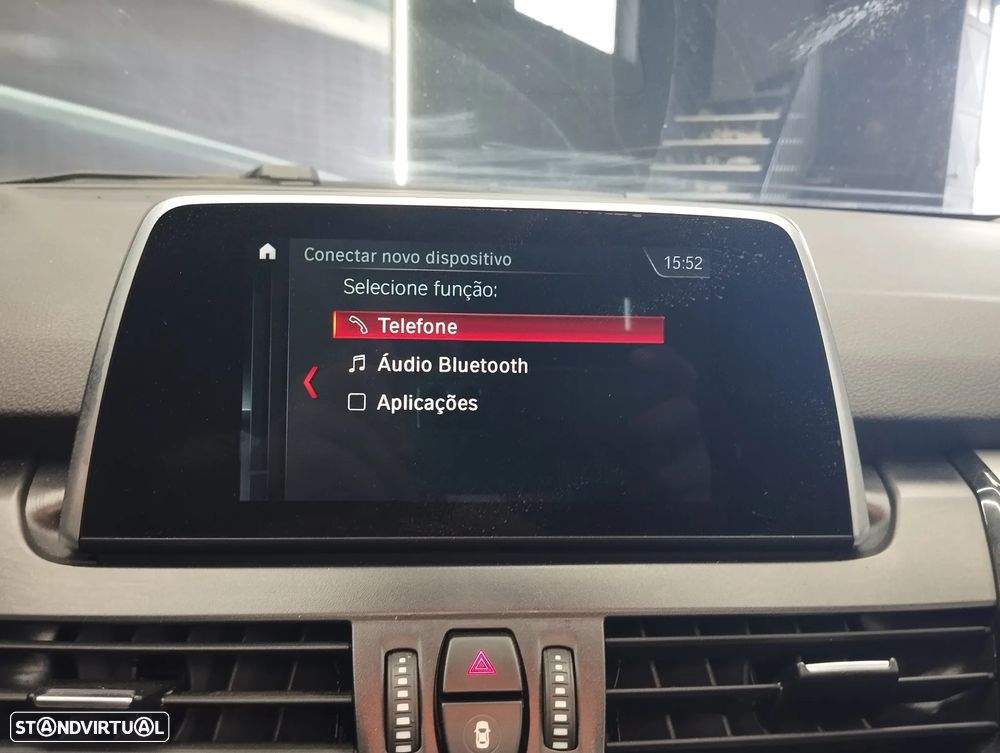 Conectar novo dispositivo
15:52
Selecione função:
Telefone
Áudio Bluetooth
Aplicações
STANDVIRTUAL